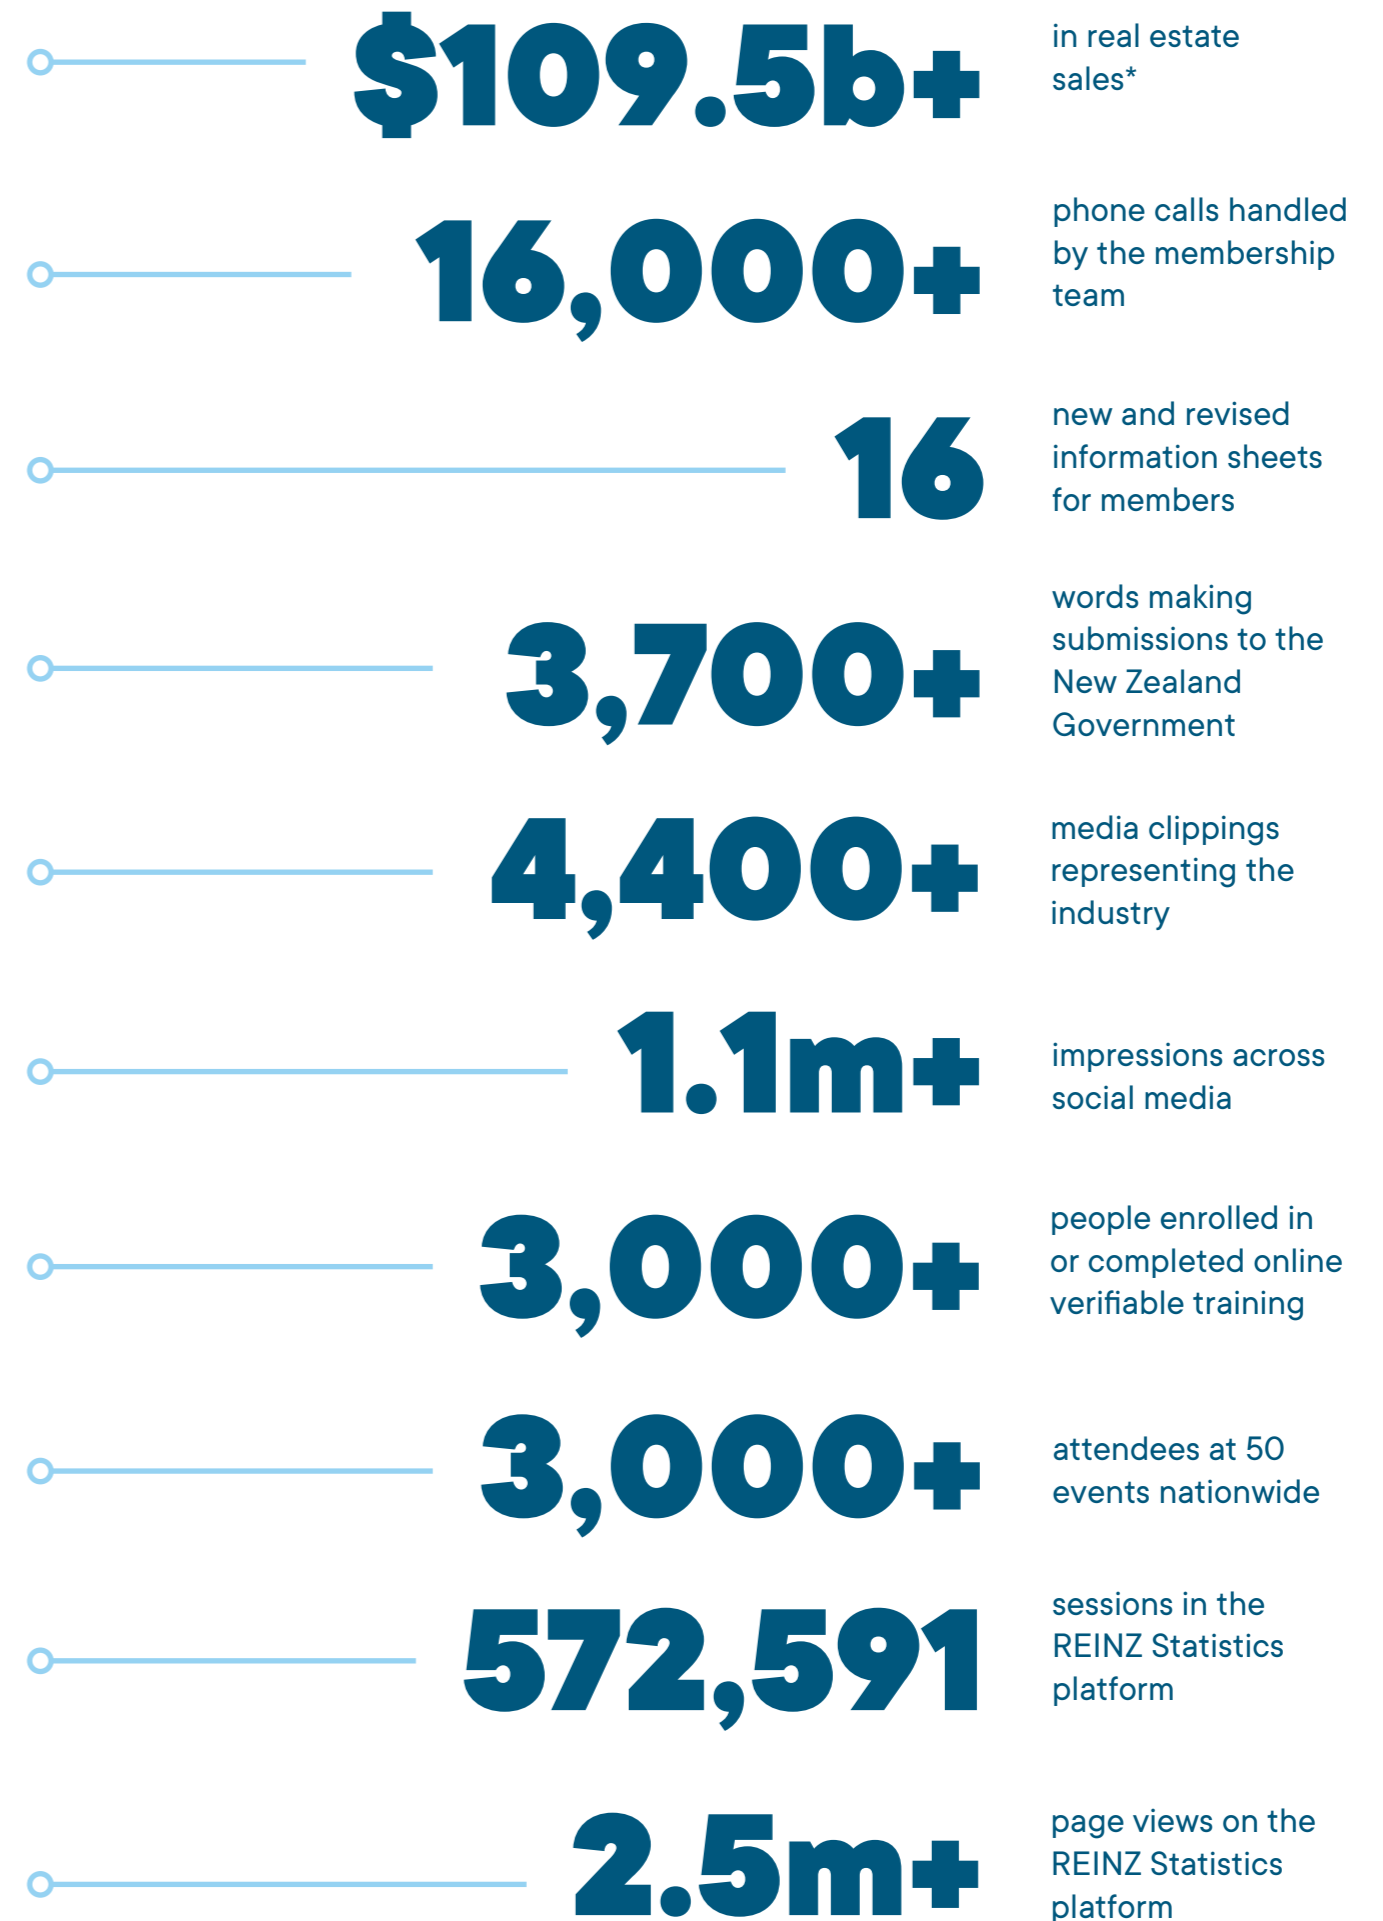 $109.5b+
in real estate
sales*
16,000+
phone calls handled
by the membership
team
16
new and revised
information sheets
for members
3,700+
words making
submissions to the
New Zealand
Government
4,400+
media clippings
representing the
industry
1.1m+
impressions across
social media
3,000+
people enrolled in
or completed online
verifiable training
3,000+
attendees at 50
events nationwide
572,591
sessions in the
REINZ Statistics
platform
2.5m+
page views on the
REINZ Statistics
platform